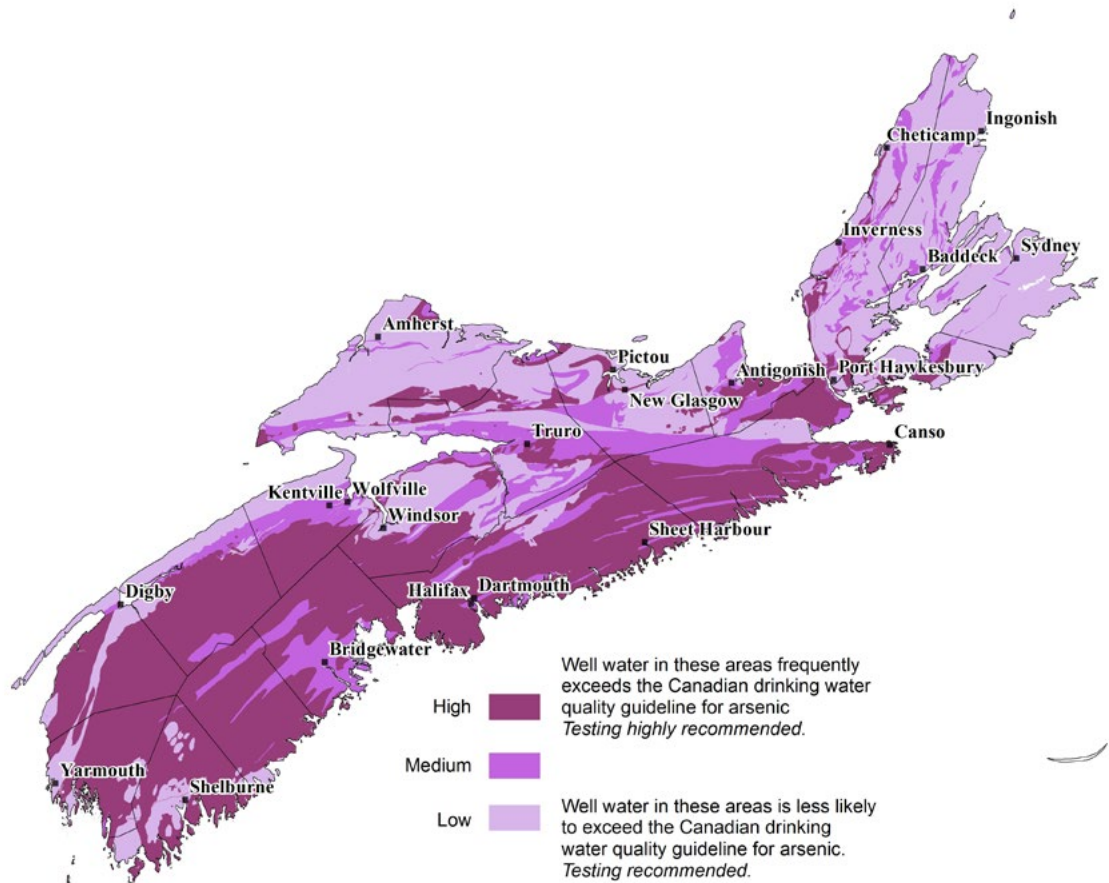 Ingonish
Cheticamp
Inverness
Sydney
Baddeck
Amherst
Pictou
Antigonish
Port Hawkesbury
New Glasgow
Truro
Canso
Wolfville
Kentville
Windsor
Sheet Harbour
Digby
Halifax
Dartmouth
Bridgewater
Yarmouth
Shelburne
High
Well water in these areas frequently
exceeds the Canadian drinking water
quality guideline for arsenic
Testing highly recommended.
Medium
Low
Well water in these areas is less likely
to exceed the Canadian drinking
water quality guideline for arsenic.
Testing recommended.